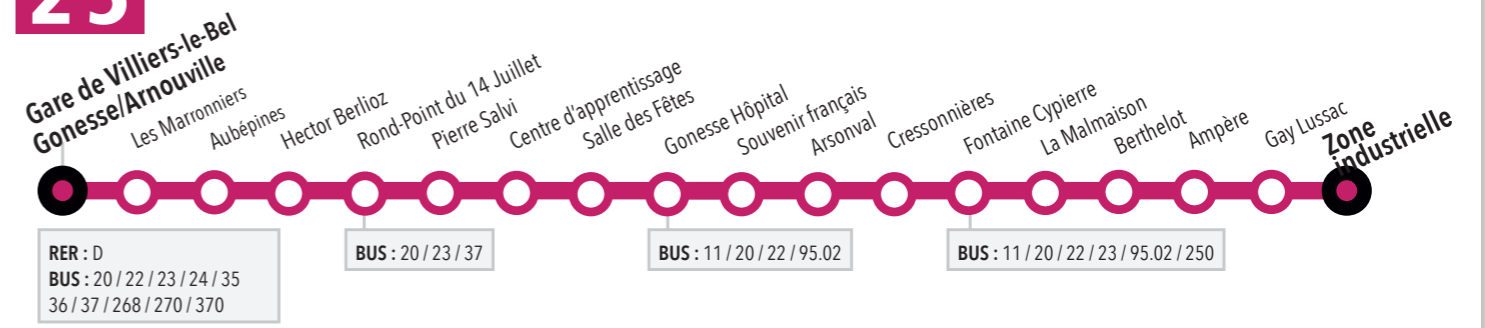 25
Gare de Villiers-le-Bel
Gonesse/Arnouville
Les Marronniers
Aubépines
Hector Berlioz
Rond-Point du 14 Juillet
Pierre Salvi
Centre d'apprentissage
Salle des Fêtes
Gonesse Hôpital
Souvenir français
Arsonval
Cressonnières
Fontaine Cypierre
La Malmaison
Berthelot
Ampère
Gay Lussac
Zone
industrielle
RER : D
BUS : 20 / 22 / 23 / 24 / 35
36 / 37 / 268 / 270 / 370
BUS : 20 / 23 / 37
BUS : 11 / 20 / 22 / 95.02
BUS : 11 / 20 / 22 / 23 / 95.02 / 250